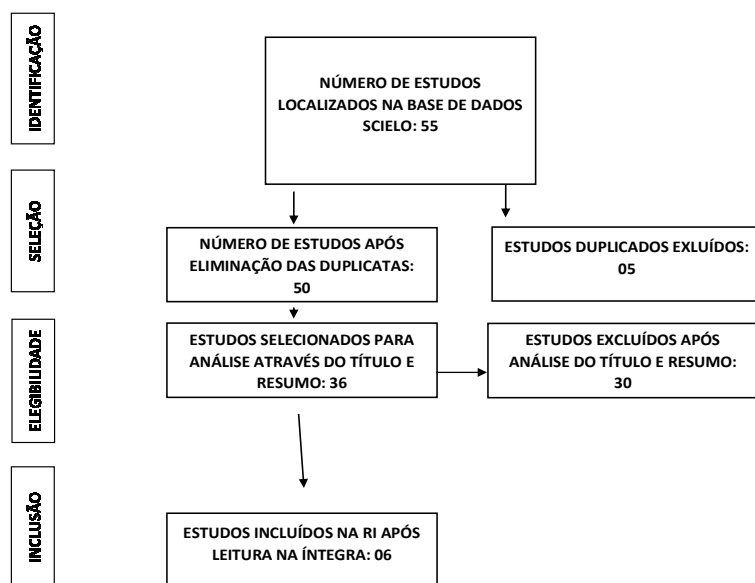 IDENTIFICAÇÃO
NÚMERO DE ESTUDOS
LOCALIZADOS NA BASE DE DADOS
SCIELO: 55
SELEÇÃO
NÚMERO DE ESTUDOS APÓS
ELIMINAÇÃO DAS DUPLICATAS:
50
ESTUDOS DUPLICADOS EXLUÍDOS:
05
ELEGIBILIDADE
ESTUDOS SELECIONADOS PARA
ANÁLISE ATRAVÉS DO TÍTULO E
RESUMO: 36
ESTUDOS EXCLUÍDOS APÓS
ANÁLISE DO TÍTULO E RESUMO:
30
INCLUSÃO
ESTUDOS INCLUÍDOS NA RI APÓS
LEITURA NA ÍNTEGRA: 06